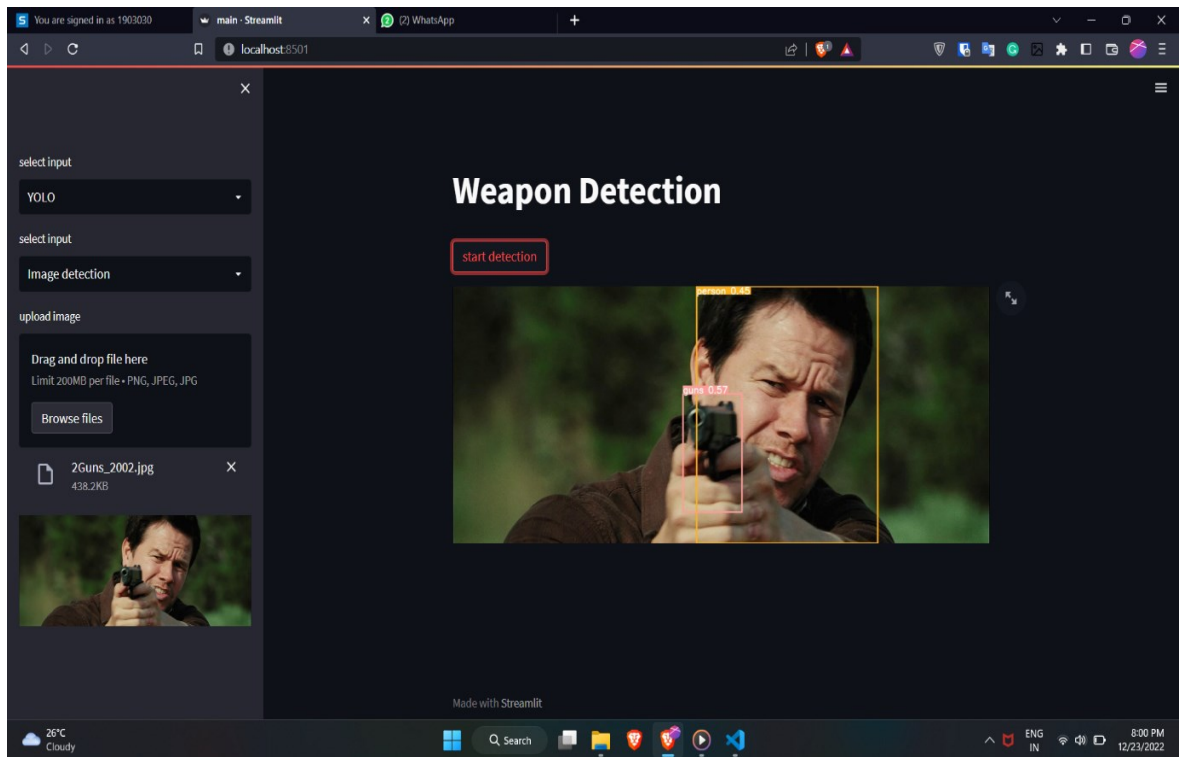 You are signed in as 1903030
main · Streamlit
(2) WhatsApp
localhost:8501
select input
YOLO
select input
Image detection
upload image
Drag and drop file here
Limit 200MB per file • PNG, JPEG, JPG
Browse files
2Guns_2002.jpg
438.2KB
Weapon Detection
start detection
person 0.45
guns 0.57
Made with Streamlit
26°C
Cloudy
Search
ENG
IN
8:00 PM
12/23/2022